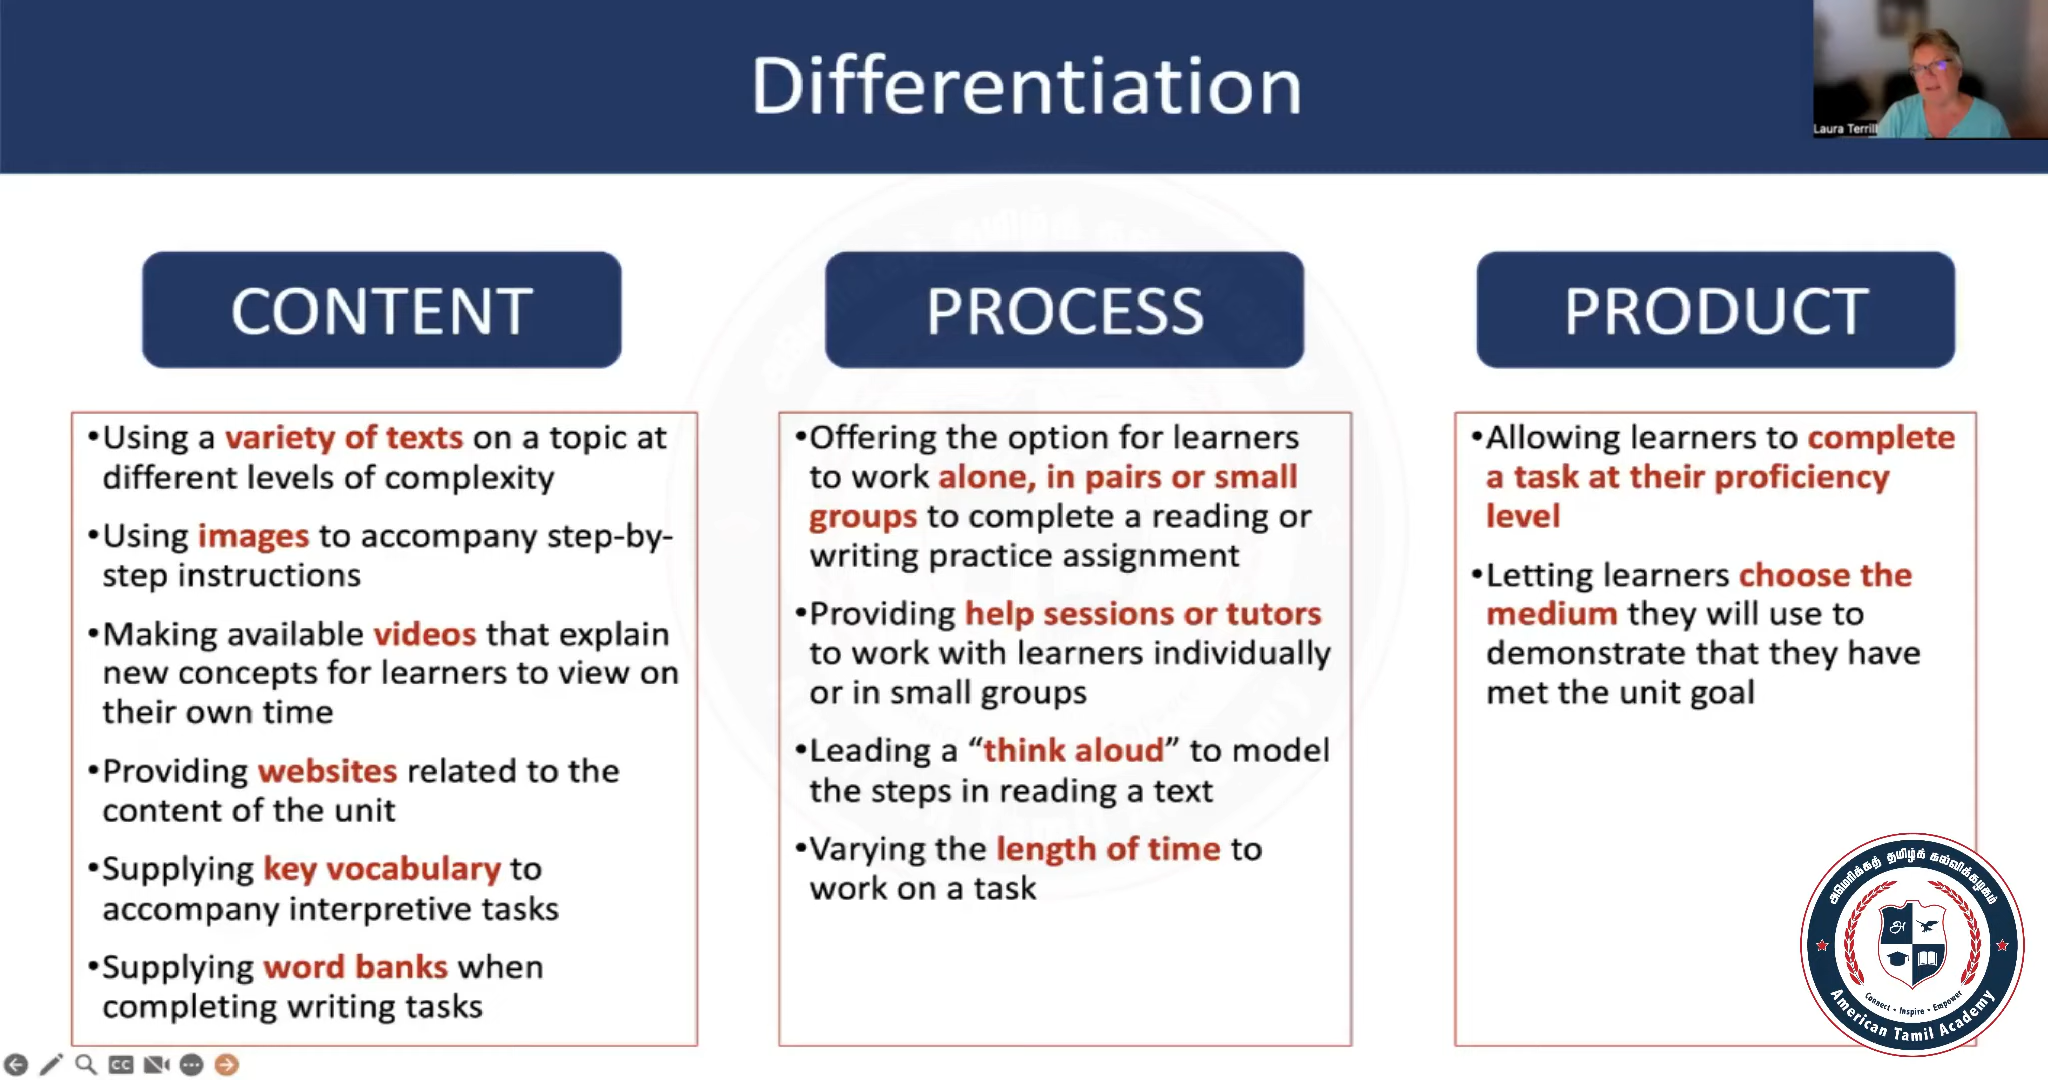 Differentiation
Laura Terrill
CONTENT
•Using a variety of texts on a topic at
different levels of complexity
•Using images to accompany step-by-
step instructions
•Making available videos that explain
new concepts for learners to view on
their own time
•Providing websites related to the
content of the unit
•Supplying key vocabulary to
accompany interpretive tasks
•Supplying word banks when
completing writing tasks
PROCESS
•Offering the option for learners
to work alone, in pairs or small
groups to complete a reading or
writing practice assignment
•Providing help sessions or tutors
to work with learners individually
or in small groups
•Leading a “think aloud” to model
the steps in reading a text
•Varying the length of time to
work on a task
PRODUCT
•Allowing learners to complete
a task at their proficiency
level
•Letting learners choose the
medium they will use to
demonstrate that they have
met the unit goal
அமெரிக்கத் தமிழ்க் கல்விக்கழகம்
அ
Connect • Inspire • Empower
American Tamil Academy
CC